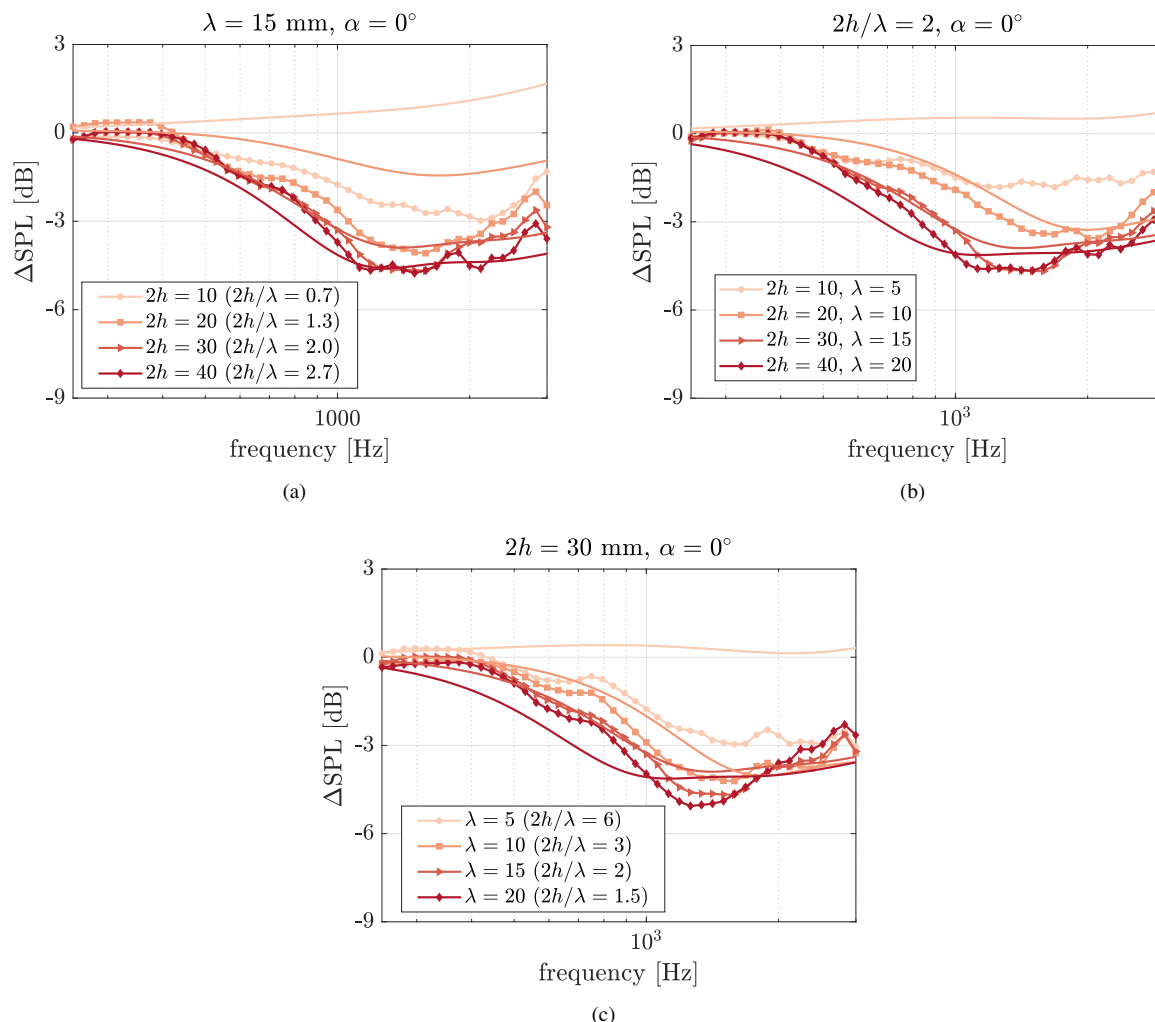 λ = 15 mm, α = 0°
3
0
-3
-6
-9
ΔSPL [dB]
2h = 10 (2h/λ = 0.7)
2h = 20 (2h/λ = 1.3)
2h = 30 (2h/λ = 2.0)
2h = 40 (2h/λ = 2.7)
1000
frequency [Hz]
(a)
2h/λ = 2, α = 0°
3
0
-3
-6
-9
ΔSPL [dB]
2h = 10, λ = 5
2h = 20, λ = 10
2h = 30, λ = 15
2h = 40, λ = 20
10³
frequency [Hz]
(b)
2h = 30 mm, α = 0°
3
0
-3
-6
-9
ΔSPL [dB]
λ = 5 (2h/λ = 6)
λ = 10 (2h/λ = 3)
λ = 15 (2h/λ = 2)
λ = 20 (2h/λ = 1.5)
10³
frequency [Hz]
(c)